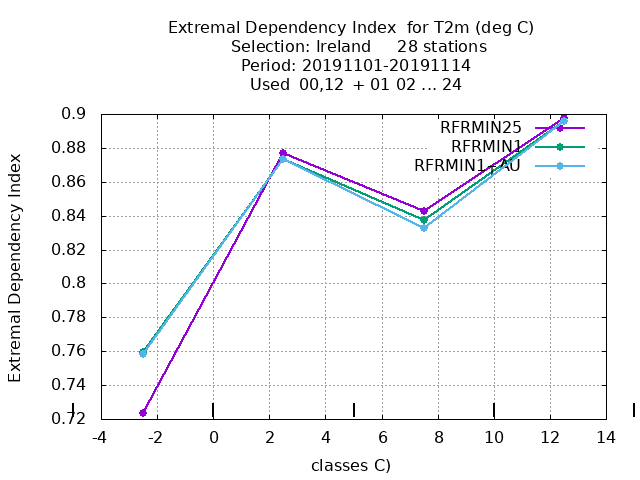 Extremal Dependency Index  for T2m (deg C)
Selection: Ireland     28 stations
Period: 20191101-20191114
Used  00,12  + 01 02 ... 24
Extremal Dependency Index
0.9
0.88
0.86
0.84
0.82
0.8
0.78
0.76
0.74
0.72
RFRMIN25
RFRMIN1
RFRMIN1+AU
-4 -2 0 2 4 6 8 10 12 14
classes C)